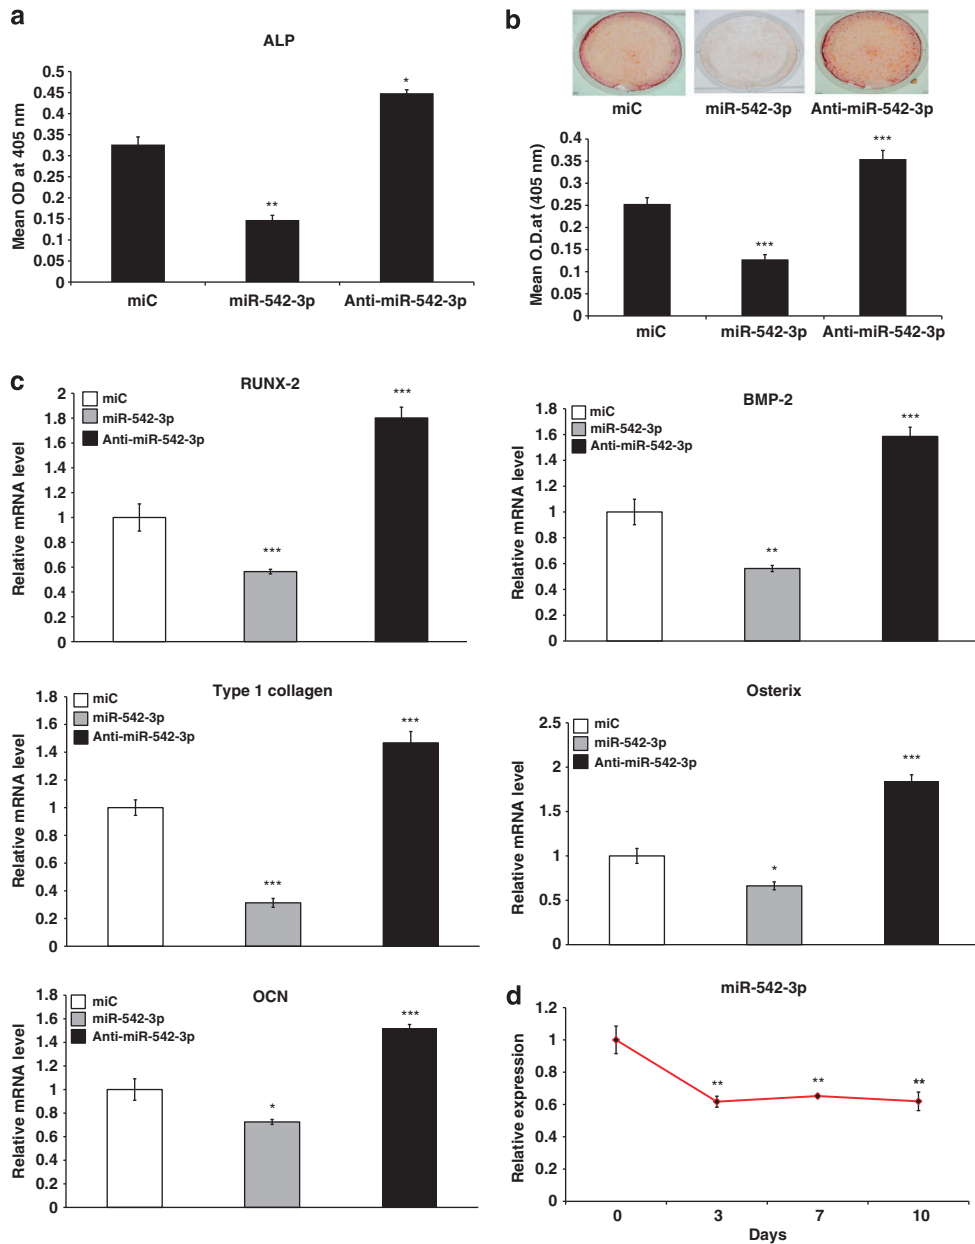 a
ALP
Mean OD at 405 nm
0.5
0.45
0.4
0.35
0.3
0.25
0.2
0.15
0.1
0.05
0
*
**
miC
miR-542-3p
Anti-miR-542-3p
b
miC
miR-542-3p
Anti-miR-542-3p
Mean O.D.at (405 nm)
0.4
0.35
0.3
0.25
0.2
0.15
0.1
0.05
0
***
***
miC
miR-542-3p
Anti-miR-542-3p
c
RUNX-2
miC
miR-542-3p
Anti-miR-542-3p
Relative mRNA level
2
1.8
1.6
1.4
1.2
1
0.8
0.6
0.4
0.2
0
***
***
BMP-2
miC
miR-542-3p
Anti-miR-542-3p
Relative mRNA level
1.8
1.6
1.4
1.2
1
0.8
0.6
0.4
0.2
0
**
***
Type 1 collagen
miC
miR-542-3p
Anti-miR-542-3p
Relative mRNA level
1.8
1.6
1.4
1.2
1
0.8
0.6
0.4
0.2
0
***
***
Osterix
miC
miR-542-3p
Anti-miR-542-3p
Relative mRNA level
2.5
2
1.5
1
0.5
0
*
***
OCN
miC
miR-542-3p
Anti-miR-542-3p
Relative mRNA level
1.8
1.6
1.4
1.2
1
0.8
0.6
0.4
0.2
0
*
***
d
miR-542-3p
Relative expression
1.2
1
0.8
0.6
0.4
0.2
0
**
**
**
0
3
7
10
Days